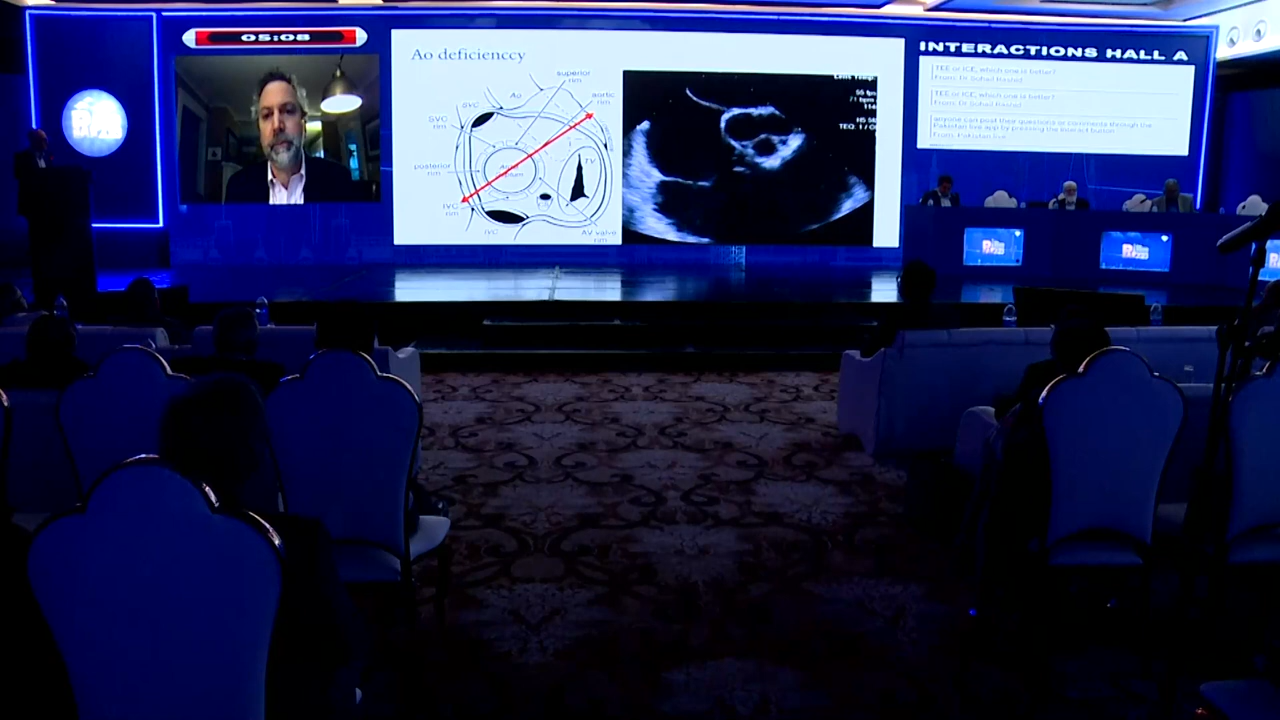 05:08
Ao deficienccy
superior
rim
Ao
aortic
rim
SVC
SVC
rim
TV
posterior
rim
IVC
rim
IVC
AV valve
rim
55 fps
INTERACTIONS HALL A
TEE or ICE, which one is better?
From: Dr Sohail Rashid
TEE or ICE, which one is better?
From: Dr Sohail Rashid
anyone can post their questions or comments through the
Pakistan live app by pressing the interact button
From: Pakistan live